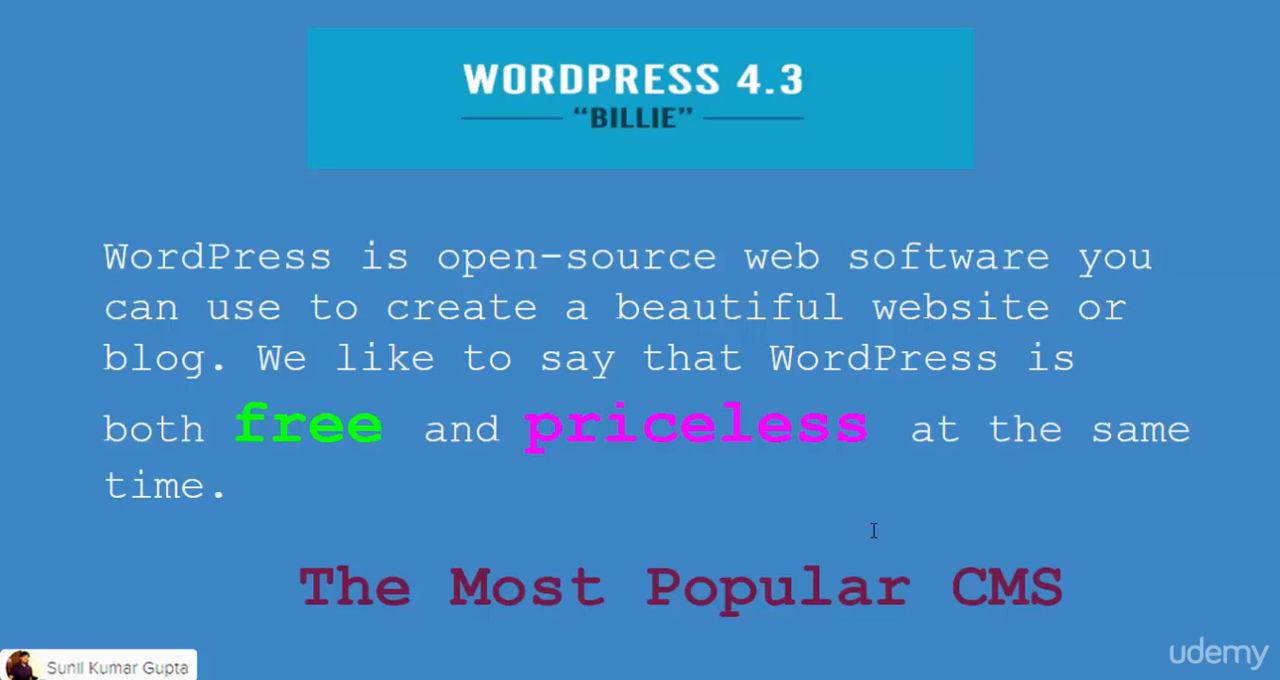 WORDPRESS 4.3
“BILLIE”
WordPress is open-source web software you
can use to create a beautiful website or
blog. We like to say that WordPress is
both free and priceless at the same
time.
The Most Popular CMS
Sunil Kumar Gupta
udemy